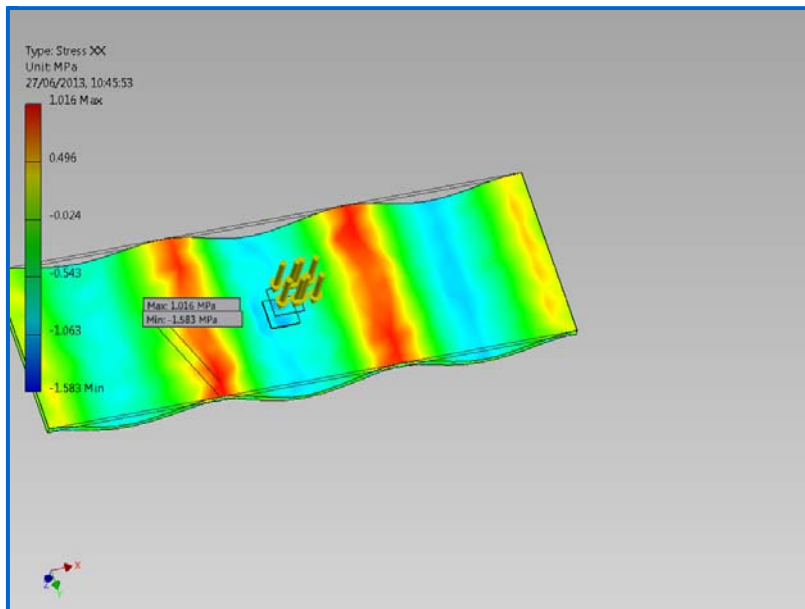 Type: Stress XX
Unit: MPa
27/06/2013, 10:45:53
1.016 Max
0.496
-0.024
-0.543
-1.063
-1.583 Min
Max: 1.016 MPa
Min: -1.583 MPa
X
Z
Y